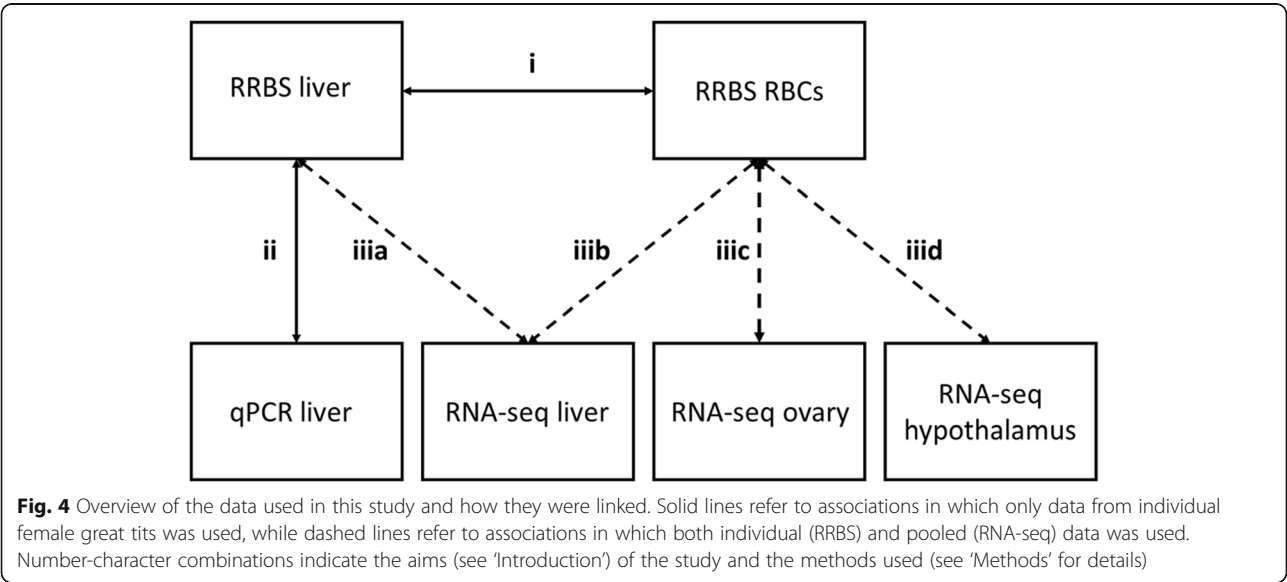 RRBS liver
i
RRBS RBCs
ii
iiia
iiib
iiic
iiid
qPCR liver
RNA-seq liver
RNA-seq ovary
RNA-seq
hypothalamus
Fig. 4 Overview of the data used in this study and how they were linked. Solid lines refer to associations in which only data from individual
female great tits was used, while dashed lines refer to associations in which both individual (RRBS) and pooled (RNA-seq) data was used.
Number-character combinations indicate the aims (see ‘Introduction’) of the study and the methods used (see ‘Methods’ for details)